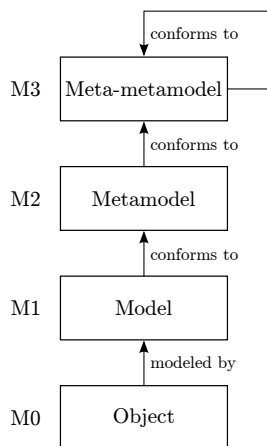 conforms to
M3 Meta-metamodel
conforms to
M2 Metamodel
conforms to
M1 Model
modeled by
M0 Object